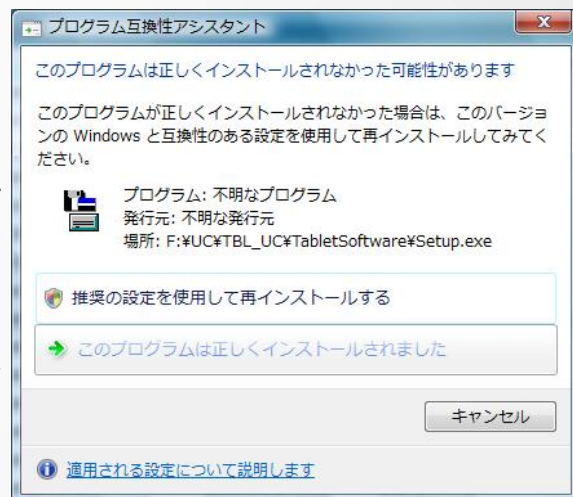 プログラム互換性アシスタント
このプログラムは正しくインストールされなかった可能性があります
このプログラムが正しくインストールされなかった場合は、このバージョ
ンの Windows と互換性のある設定を使用して再インストールしてみてく
ださい。
プログラム: 不明なプログラム
発行元: 不明な発行元
場所: F:¥UC¥TBL_UC¥TabletSoftware¥Setup.exe
推奨の設定を使用して再インストールする
このプログラムは正しくインストールされました
キャンセル
適用される設定について説明します